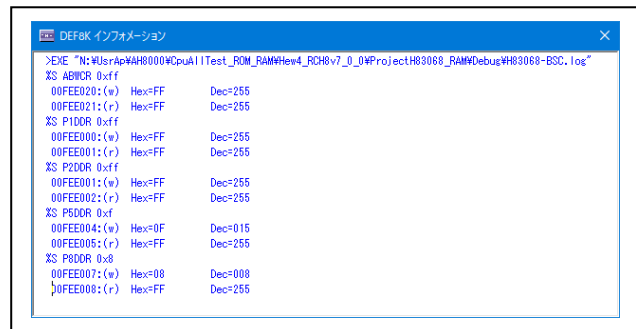 DEF8K インフォメーション
>EXE "N:¥UsrAp¥AH8000¥CpuAllTest_ROM_RAM¥Hew4_RCH8v7_0_0¥ProjectH83068_RAM¥Debug¥H83068-BSC.log"
%S ABWCR 0xff
00FEE020:(w) Hex=FF Dec=255
00FEE021:(r) Hex=FF Dec=255
%S P1DDR 0xff
00FEE000:(w) Hex=FF Dec=255
00FEE001:(r) Hex=FF Dec=255
%S P2DDR 0xff
00FEE001:(w) Hex=FF Dec=255
00FEE002:(r) Hex=FF Dec=255
%S P5DDR 0xf
00FEE004:(w) Hex=0F Dec=015
00FEE005:(r) Hex=FF Dec=255
%S P8DDR 0x8
00FEE007:(w) Hex=08 Dec=008
00FEE008:(r) Hex=FF Dec=255